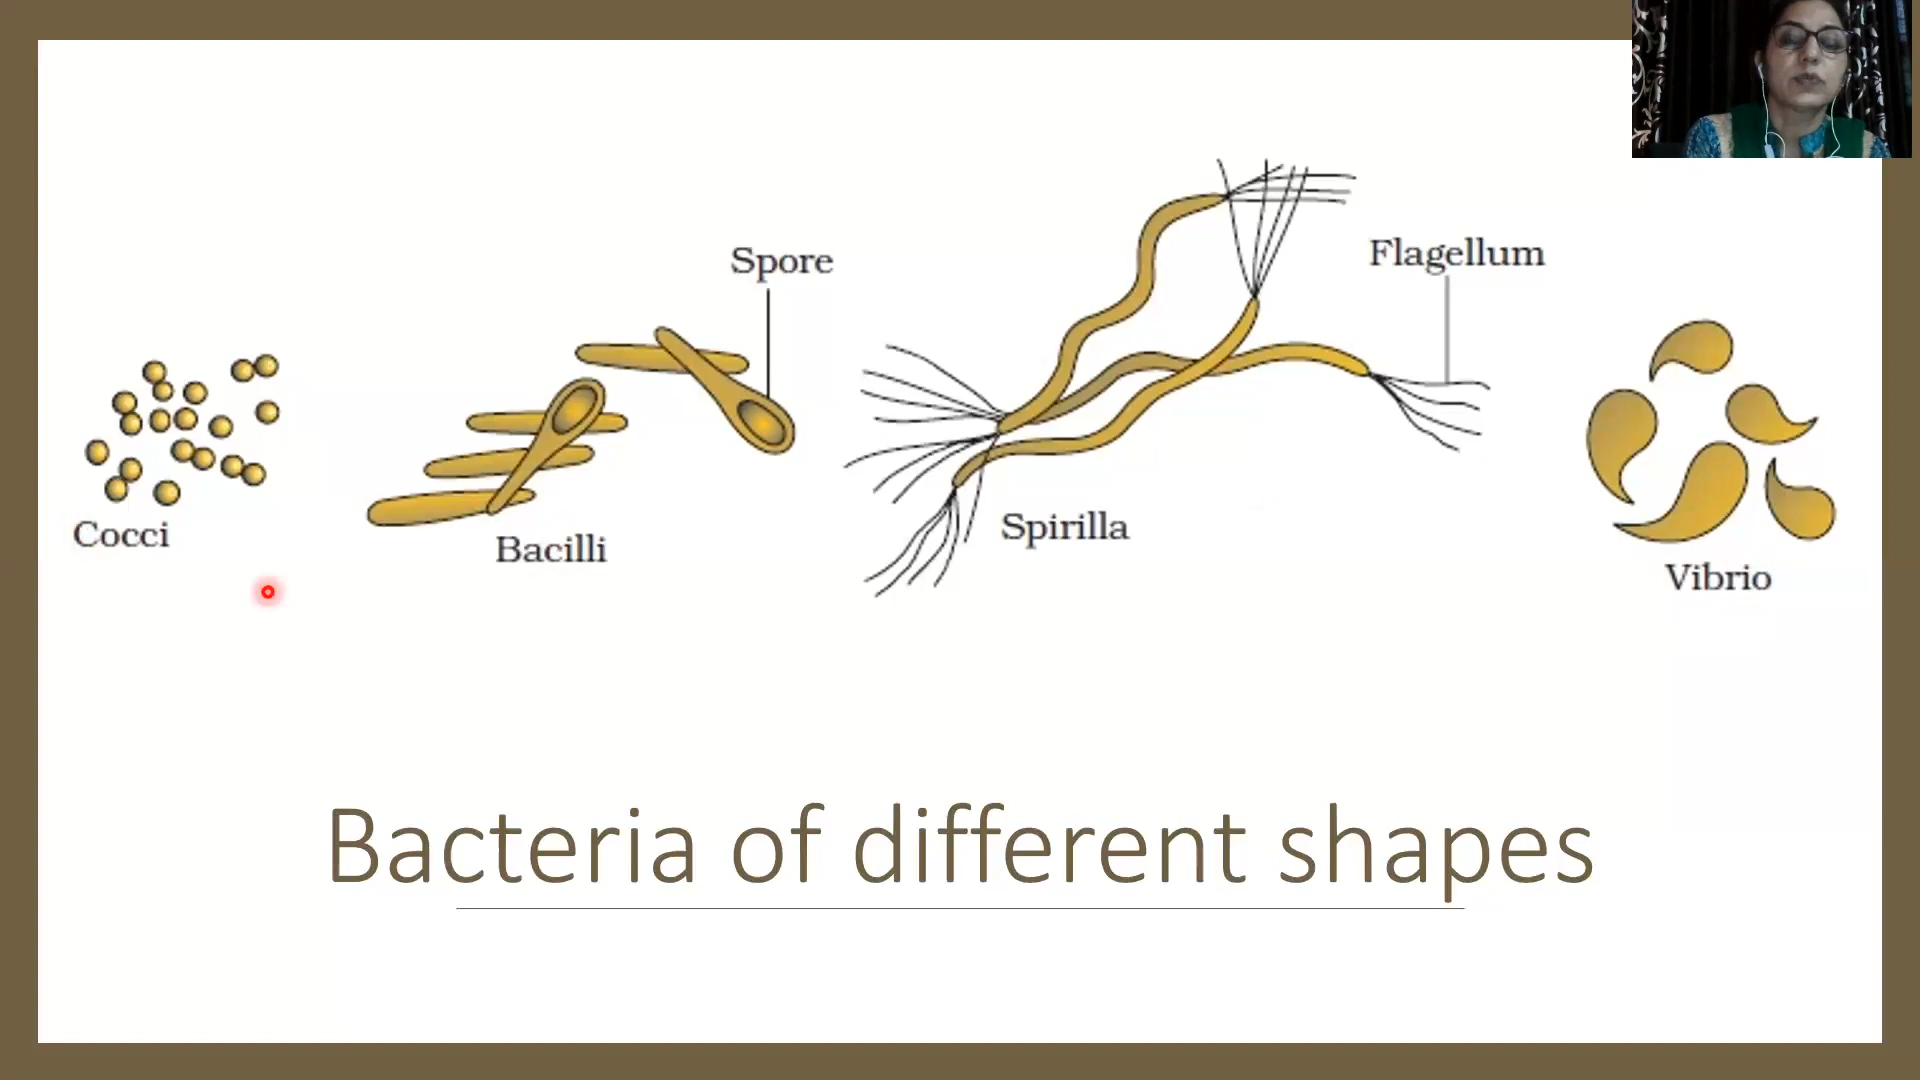 Spore
Flagellum
Cocci
Bacilli
Spirilla
Vibrio
Bacteria of different shapes